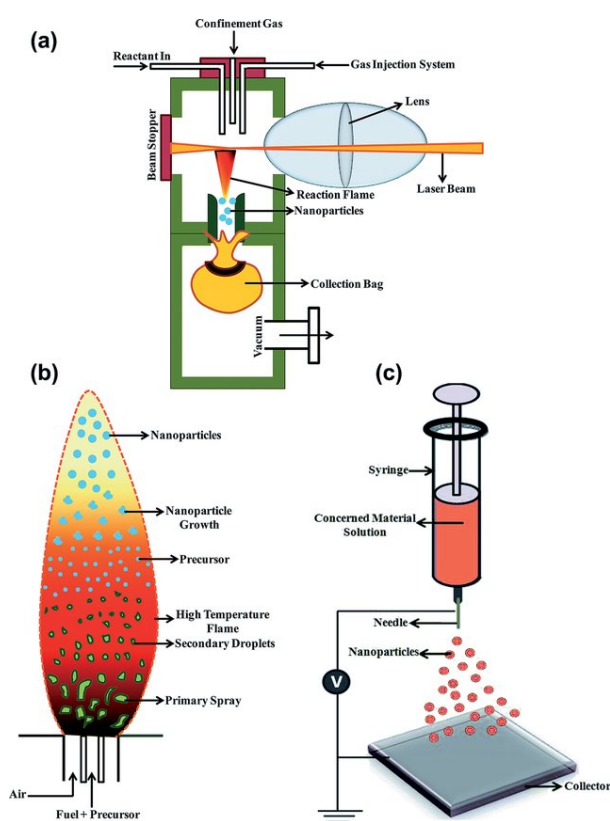 (a)
Confinement Gas
Reactant In
Gas Injection System
Lens
Beam Stopper
Reaction Flame
Laser Beam
Nanoparticles
Collection Bag
Vacuum
(b)
Nanoparticles
Nanoparticle
Growth
Precursor
High Temperature
Flame
Secondary Droplets
Primary Spray
Air
Fuel + Precursor
(c)
Syringe
Concerned Material
Solution
Needle
Nanoparticles
V
Collector